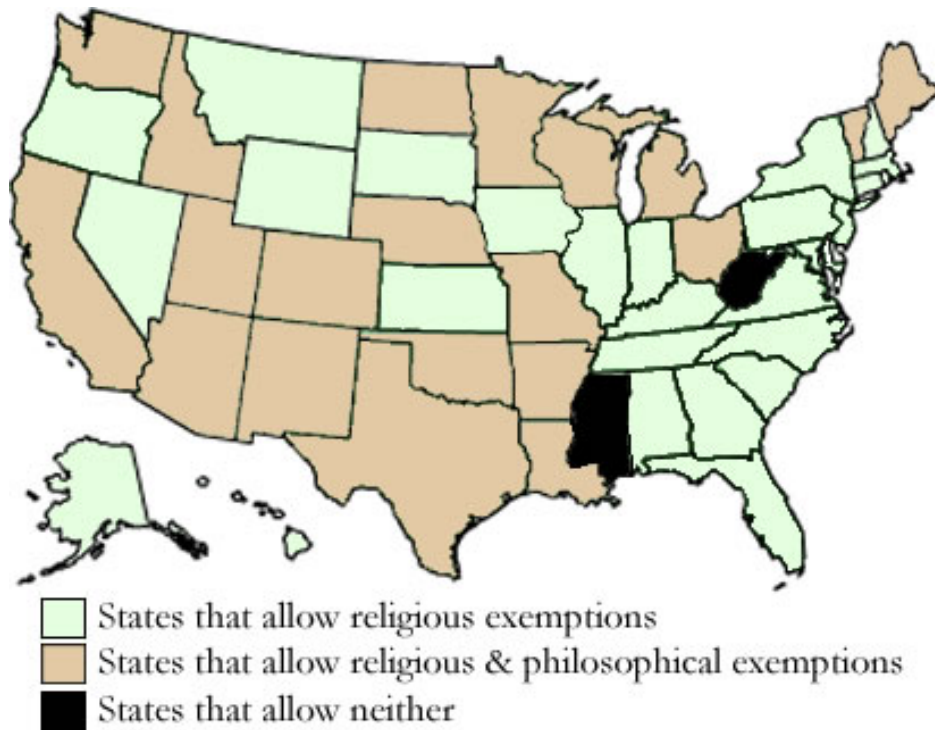 States that allow religious exemptions
States that allow religious & philosophical exemptions
States that allow neither